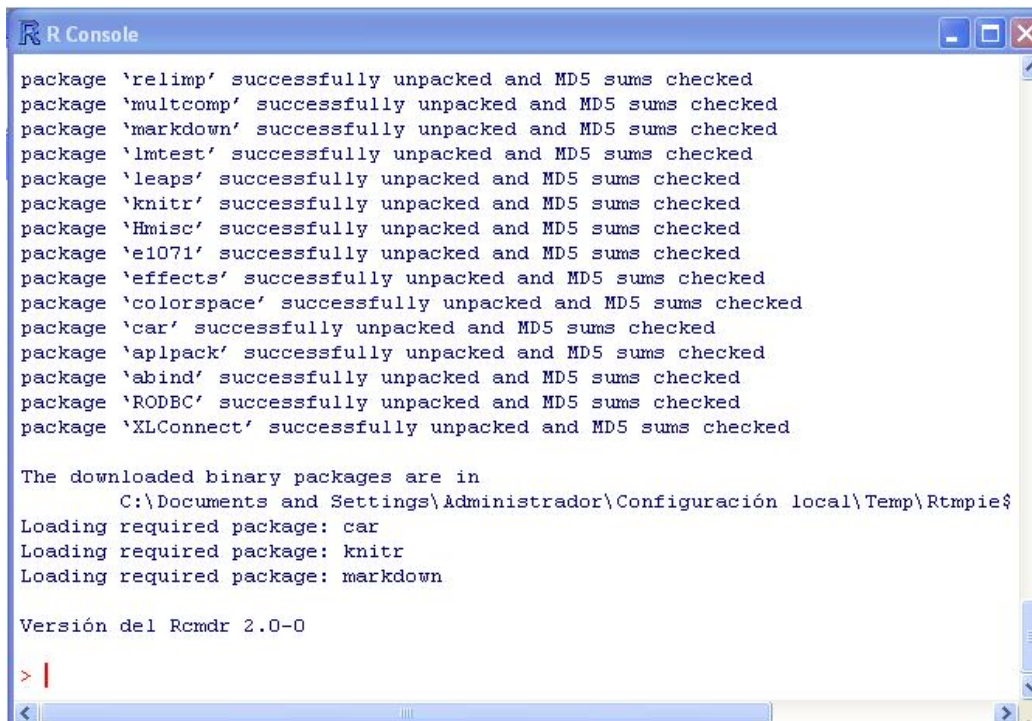 R Console
package ‘relimp’ successfully unpacked and MD5 sums checked
package ‘multcomp’ successfully unpacked and MD5 sums checked
package ‘markdown’ successfully unpacked and MD5 sums checked
package ‘lmtest’ successfully unpacked and MD5 sums checked
package ‘leaps’ successfully unpacked and MD5 sums checked
package ‘knitr’ successfully unpacked and MD5 sums checked
package ‘Hmisc’ successfully unpacked and MD5 sums checked
package ‘e1071’ successfully unpacked and MD5 sums checked
package ‘effects’ successfully unpacked and MD5 sums checked
package ‘colorspace’ successfully unpacked and MD5 sums checked
package ‘car’ successfully unpacked and MD5 sums checked
package ‘aplpack’ successfully unpacked and MD5 sums checked
package ‘abind’ successfully unpacked and MD5 sums checked
package ‘RODBC’ successfully unpacked and MD5 sums checked
package ‘XLConnect’ successfully unpacked and MD5 sums checked
The downloaded binary packages are in
C:\Documents and Settings\Administrador\Configuración local\Temp\Rtmpie$
Loading required package: car
Loading required package: knitr
Loading required package: markdown
Versión del Rcmdr 2.0-0
>